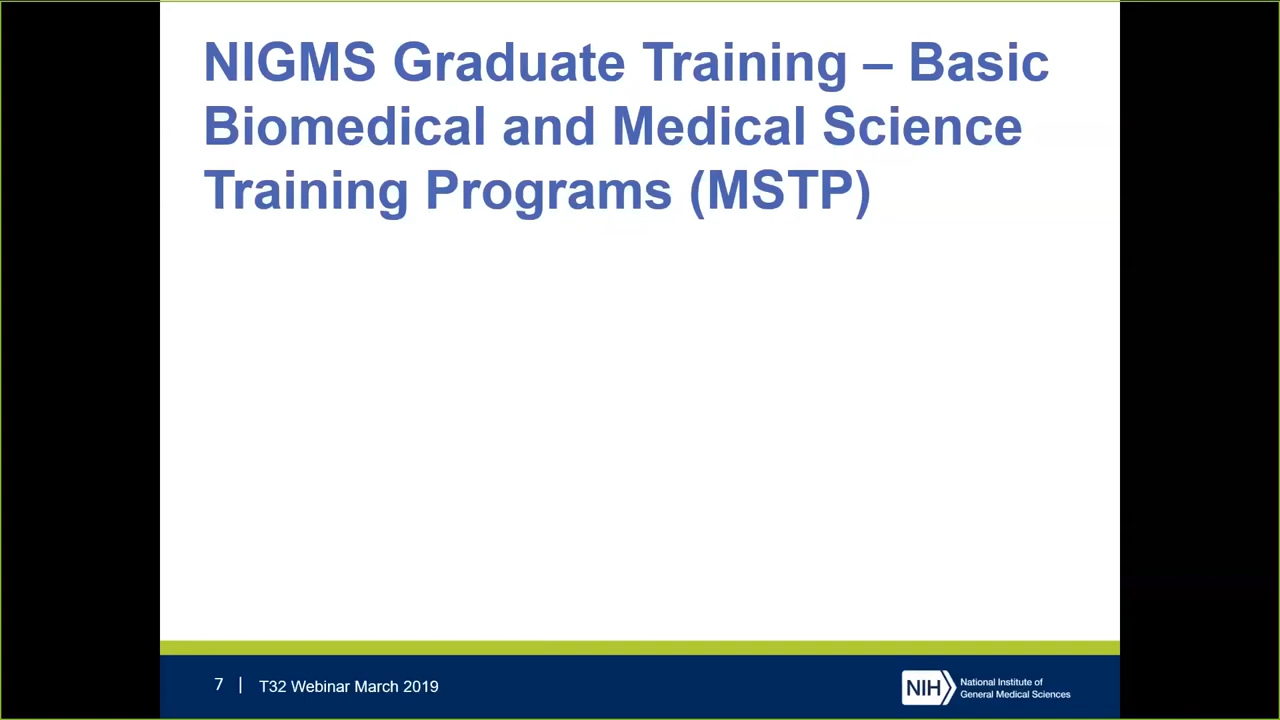 NIGMS Graduate Training – Basic
Biomedical and Medical Science
Training Programs (MSTP)
7 | T32 Webinar March 2019
NIH
National Institute of
General Medical Sciences